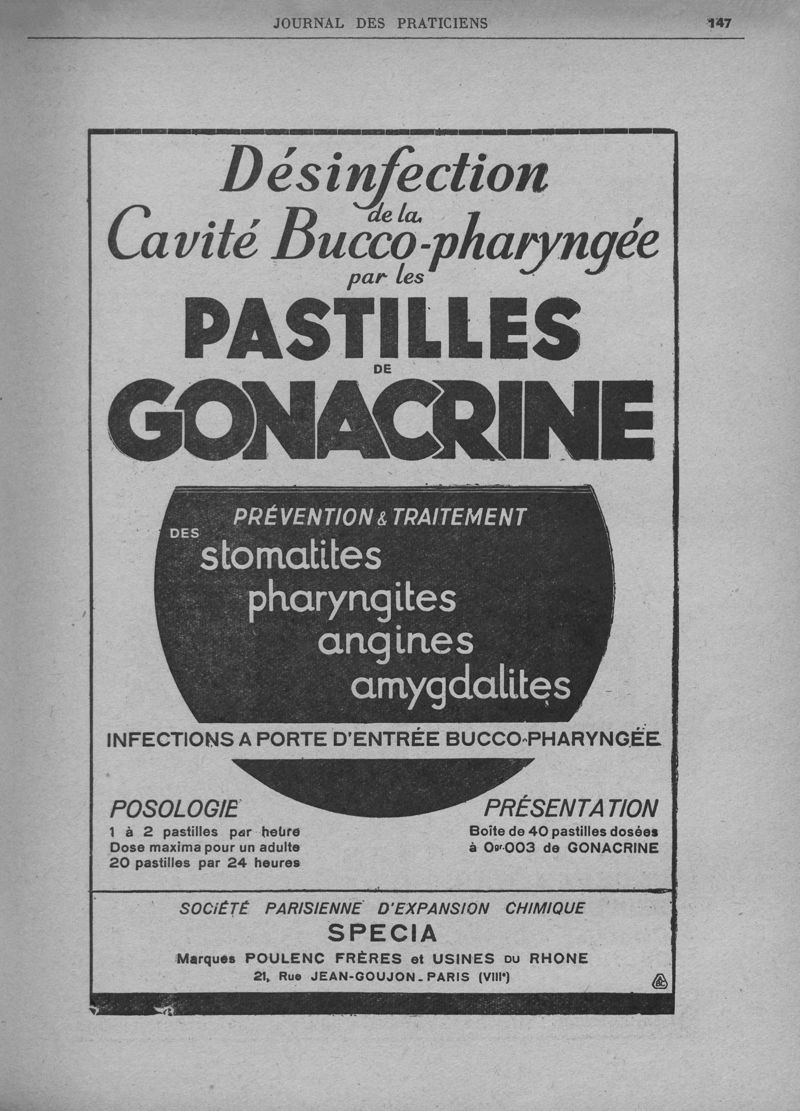 JOURNAL DES PRATICIENS 147
Désinfection
de la
Cavité Bucco-pharyngée
par les
PASTILLES
DE
GONACRINE
PRÉVENTION & TRAITEMENT
DES
stomatites
pharyngites
angines
amygdalites
INFECTIONS A PORTE D'ENTRÉE BUCCO-PHARYNGÉE
POSOLOGIE
1 à 2 pastilles par heure
Dose maxima pour un adulte
20 pastilles par 24 heures
PRÉSENTATION
Boîte de 40 pastilles dosées
à 0gr.003 de GONACRINE
SOCIÉTÉ PARISIENNE D'EXPANSION CHIMIQUE
SPECIA
Marques POULENC FRÈRES et USINES DU RHONE
21, Rue JEAN-GOUJON_PARIS (VIIIe)
ABC